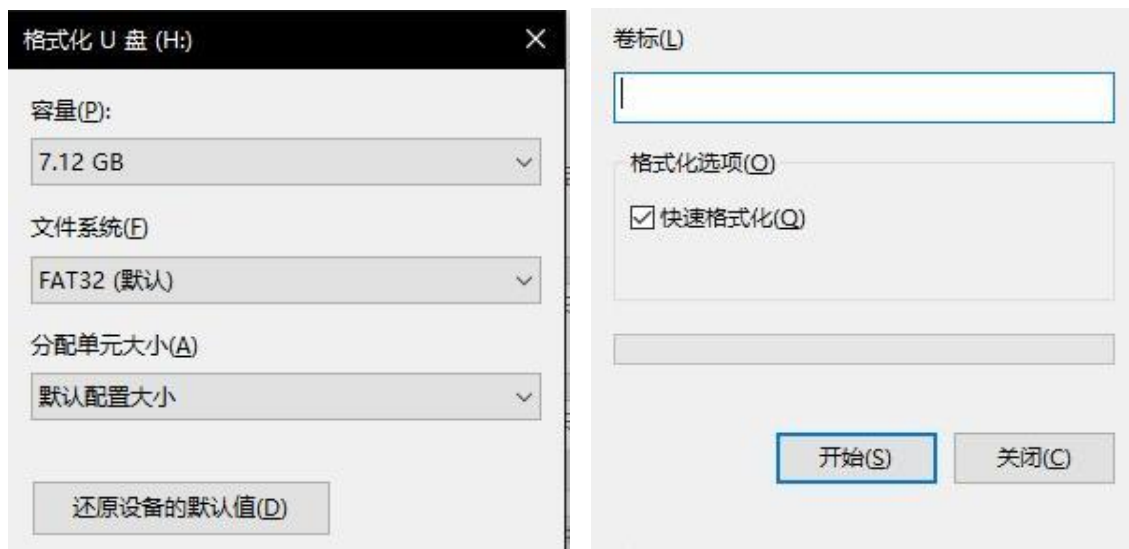 格式化 U 盘 (H:)
容量(P):
7.12 GB
文件系统(F)
FAT32 (默认)
分配单元大小(A)
默认配置大小
还原设备的默认值(D)
卷标(L)
格式化选项(O)
快速格式化(Q)
开始(S)
关闭(C)